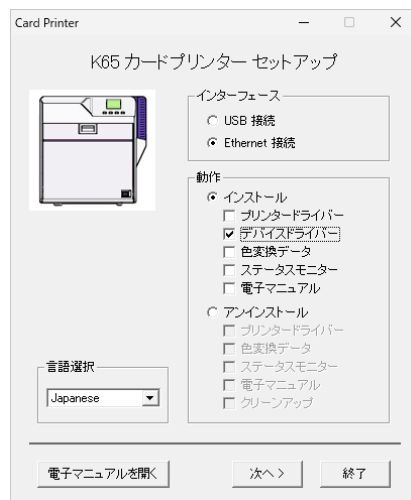 Card Printer
K65 カードプリンター セットアップ
インターフェース
USB 接続
Ethernet 接続
動作
インストール
プリンタードライバー
デバイスドライバー
色変換データ
ステータスモニター
電子マニュアル
アンインストール
プリンタードライバー
色変換データ
ステータスモニター
電子マニュアル
クリーンアップ
言語選択
Japanese
電子マニュアルを開く
次へ >
終了